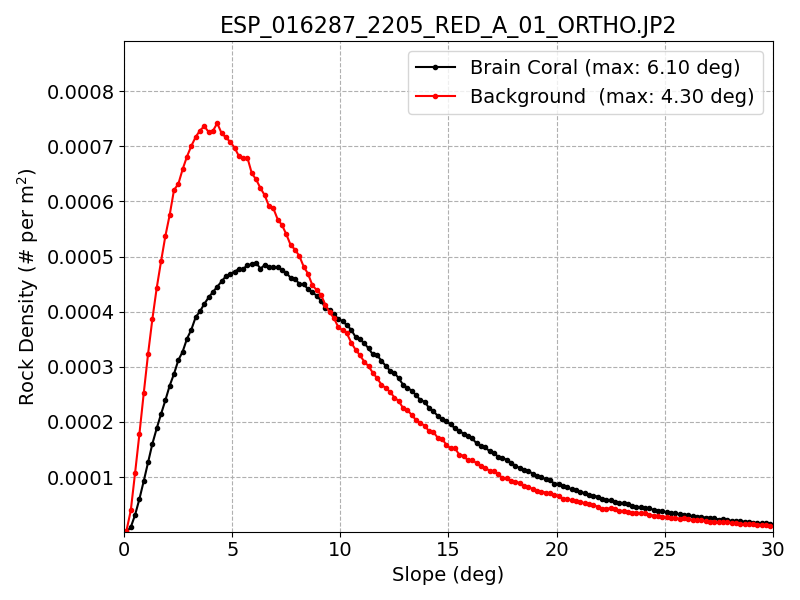 ESP_016287_2205_RED_A_01_ORTHO.JP2
Brain Coral (max: 6.10 deg)
Background  (max: 4.30 deg)
0.0008
0.0007
0.0006
0.0005
0.0004
0.0003
0.0002
0.0001
Rock Density (# per m²)
0 5 10 15 20 25 30
Slope (deg)